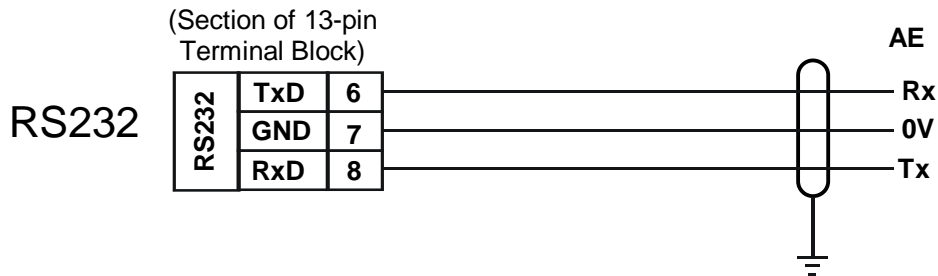 (Section of 13-pin
Terminal Block)
AE
RS232
RS232
TxD 6
Rx
GND 7
0V
RxD 8
Tx